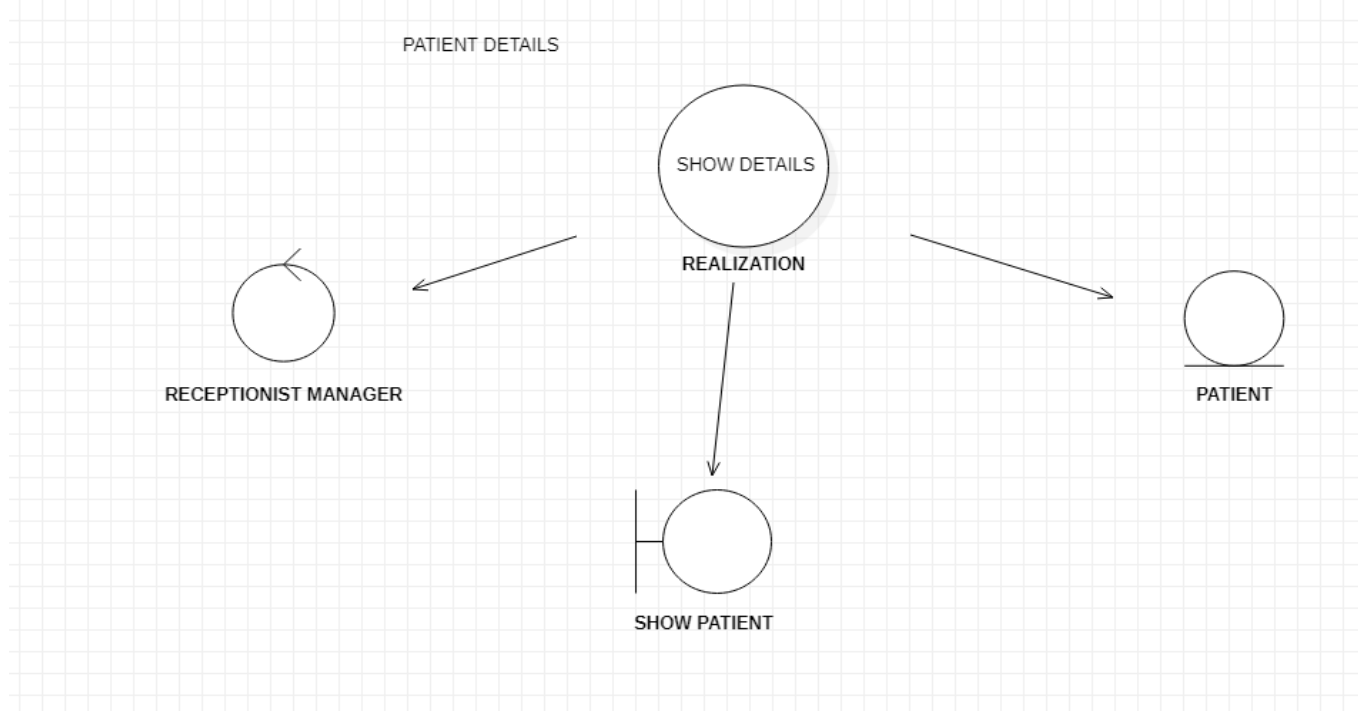 PATIENT DETAILS
SHOW DETAILS
REALIZATION
RECEPTIONIST MANAGER
PATIENT
SHOW PATIENT